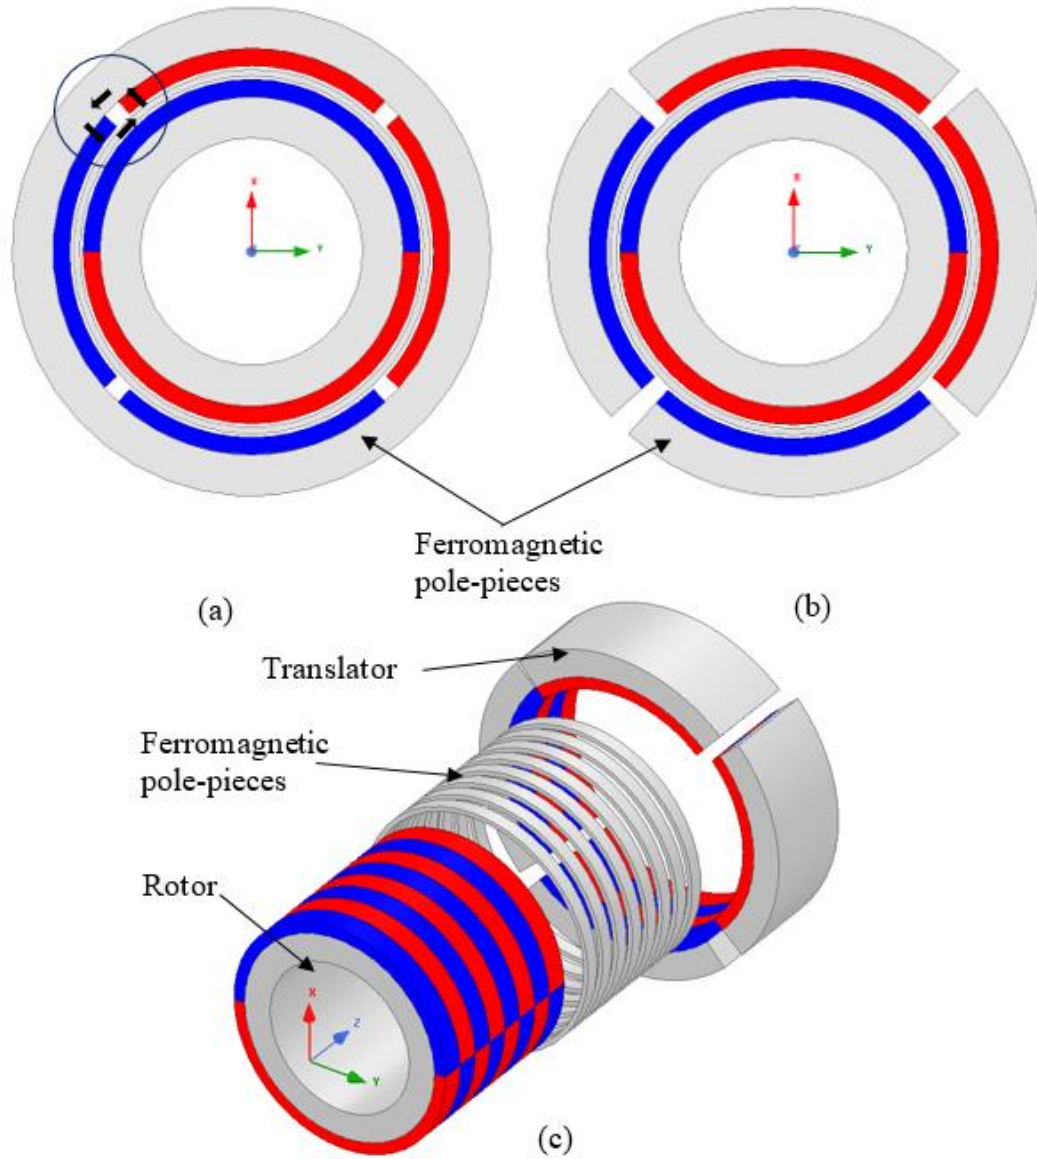 X
Y
X
Y
Ferromagnetic
pole-pieces
(a)
(b)
Translator
Ferromagnetic
pole-pieces
Rotor
X
Z
Y
(c)